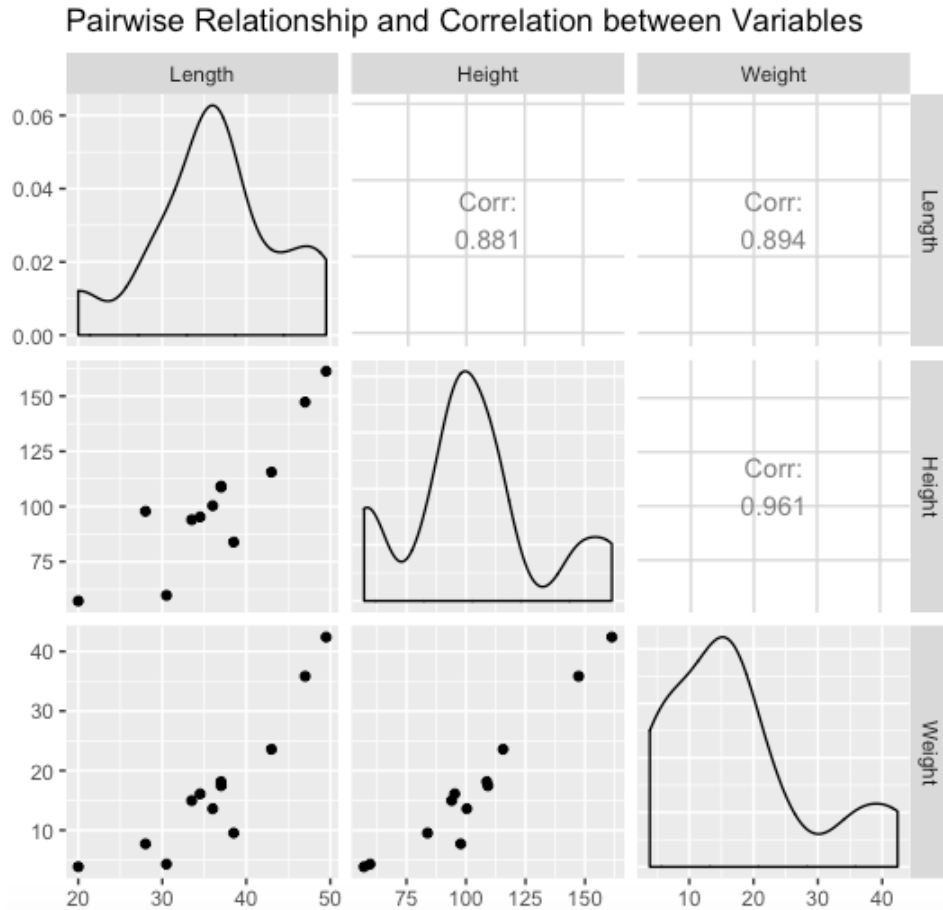 Pairwise Relationship and Correlation between Variables
Length
Height
Weight
0.06
0.04
0.02
0.00
Corr:
0.881
Corr:
0.894
Length
150
125
100
75
Corr:
0.961
Height
40
30
20
10
Weight
20
30
40
50
75
100
125
150
10
20
30
40